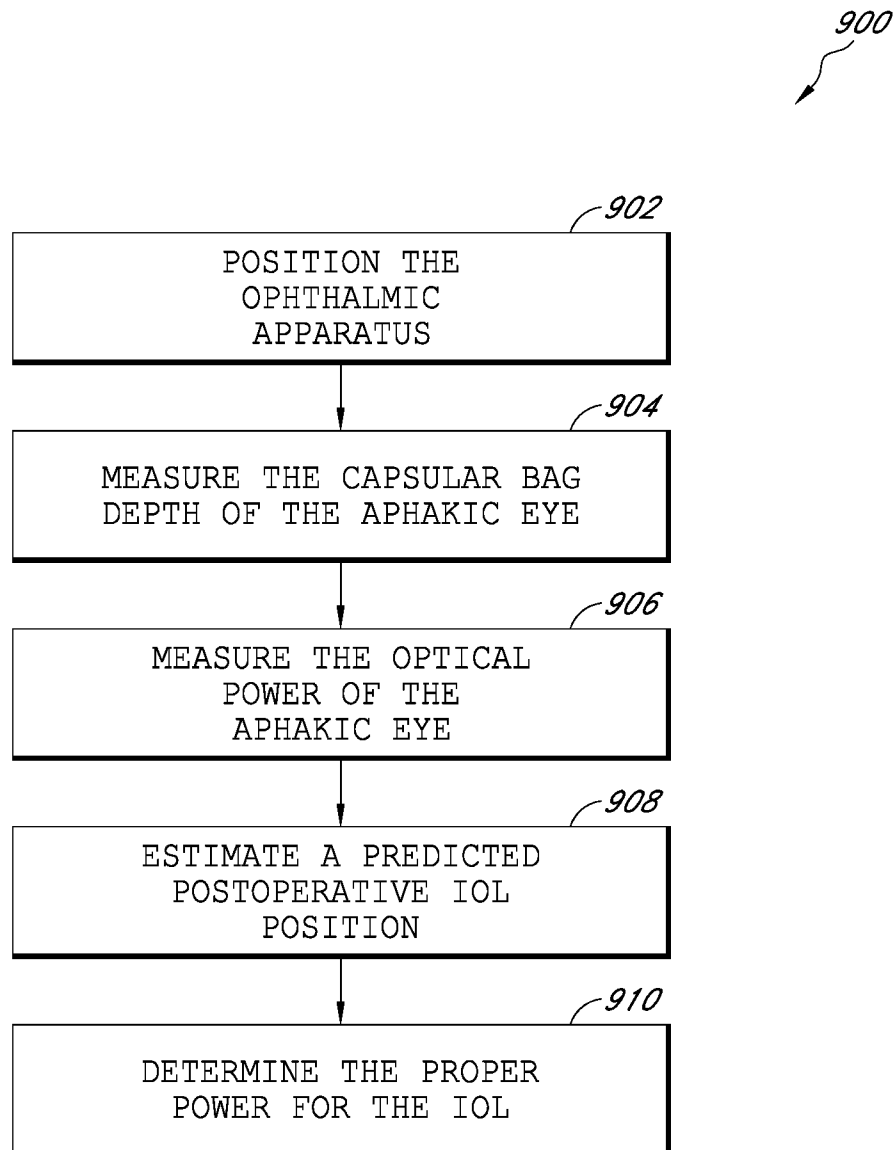 900
902
POSITION THE
OPHTHALMIC
APPARATUS
904
MEASURE THE CAPSULAR BAG
DEPTH OF THE APHAKIC EYE
906
MEASURE THE OPTICAL
POWER OF THE
APHAKIC EYE
908
ESTIMATE A PREDICTED
POSTOPERATIVE IOL
POSITION
910
DETERMINE THE PROPER
POWER FOR THE IOL